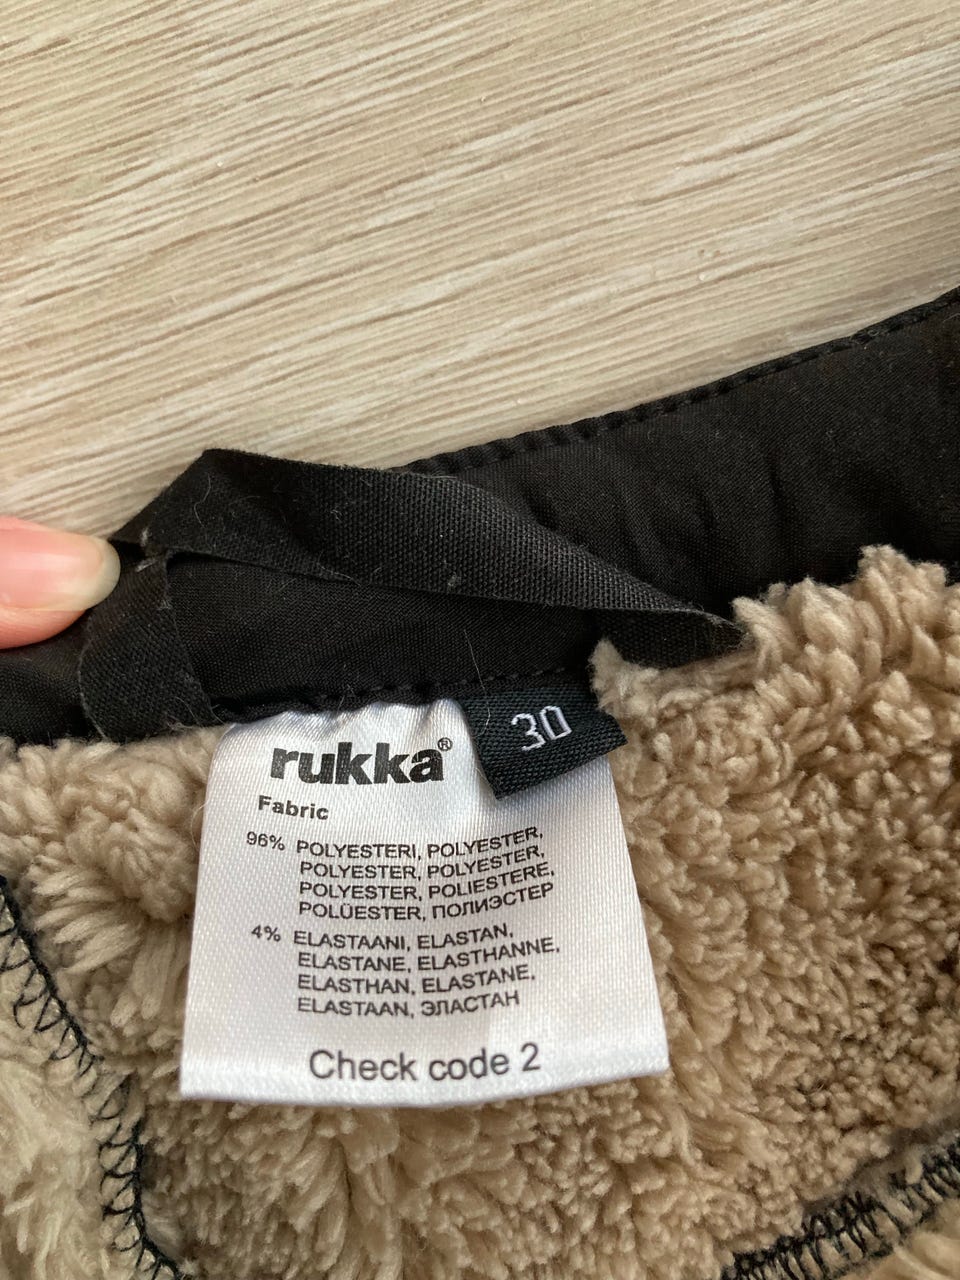 30
rukka®
Fabric
96% POLYESTERI, POLYESTER,
POLYESTER, POLYESTER,
POLYESTER, POLIESTERE,
POLÜESTER, ПОЛИЭСТЕР
4% ELASTAANI, ELASTAN,
ELASTANE, ELASTHANNE,
ELASTHAN, ELASTANE,
ELASTAAN, ЭЛАСТАН
Check code 2